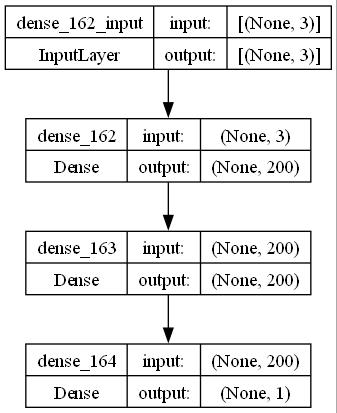 dense_162_input input: [(None, 3)]
InputLayer output: [(None, 3)]
dense_162 input: (None, 3)
Dense output: (None, 200)
dense_163 input: (None, 200)
Dense output: (None, 200)
dense_164 input: (None, 200)
Dense output: (None, 1)